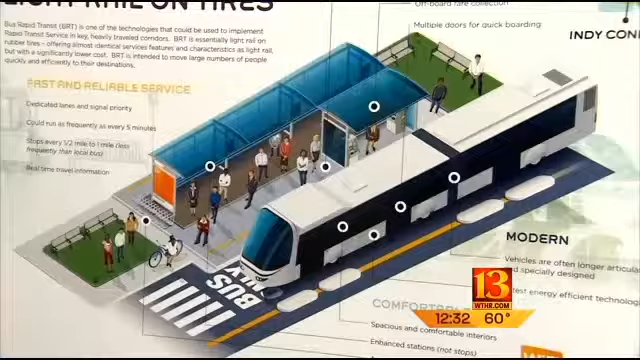 LIGHT RAIL ON TIRES
Bus Rapid Transit (BRT) is one of the technologies that could be used to implement
Rapid Transit Service in key, heavily traveled corridors. BRT is essentially light rail on
rubber tires - offering almost identical services features and characteristics as light rail,
but with a significantly lower cost. BRT is intended to move large numbers of people
quickly and efficiently to their destinations.
Off-board fare collection
Multiple doors for quick boarding
INDY CON
FAST AND RELIABLE SERVICE
Dedicated lanes and signal priority
Could run as frequently as every 5 minutes
Stops every 1/2 mile to 1 mile (less
frequently than local bus)
Real time travel information
BUS
ONLY
MODERN
Vehicles are often longer articula
and specially designed
test energy efficient technolog
COMFORTAB
Spacious and comfortable interiors
Enhanced stations (not stops)
13
WTHR.COM
12:32 60°